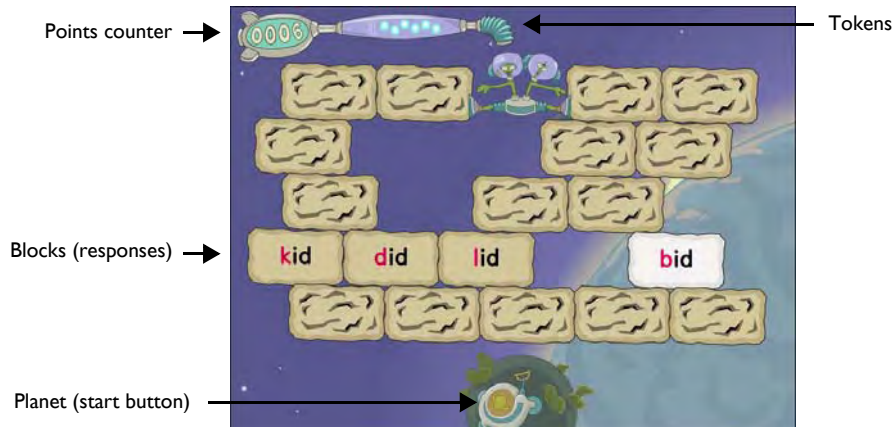 Points counter
0006
Tokens
Blocks (responses)
kid did lid bid
Planet (start button)